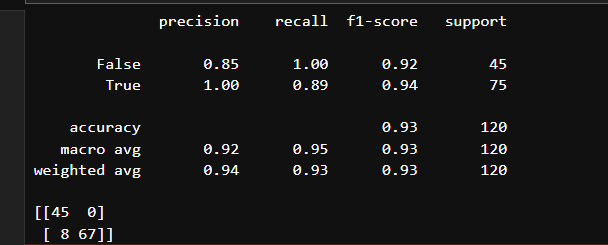 precision recall f1-score support
False 0.85 1.00 0.92 45
True 1.00 0.89 0.94 75
accuracy 0.93 120
macro avg 0.92 0.95 0.93 120
weighted avg 0.94 0.93 0.93 120
[[45 0]
[ 8 67]]